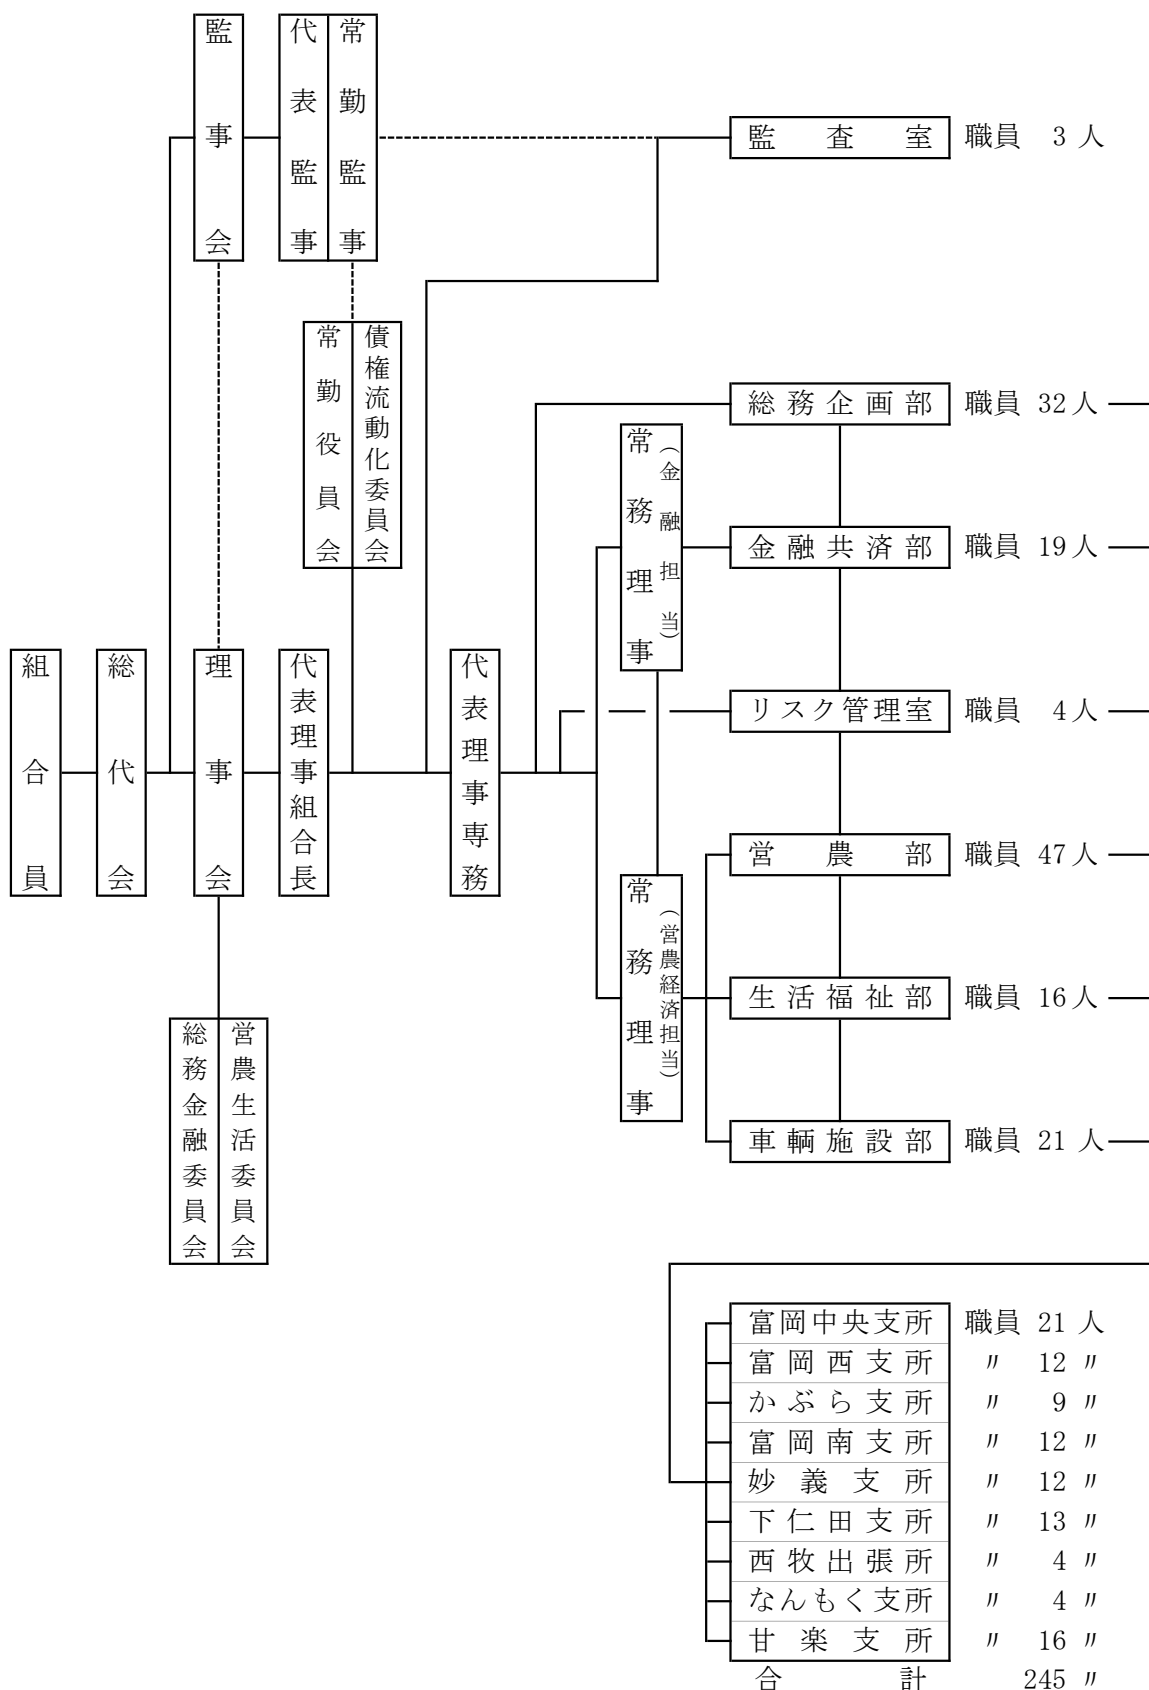 監事会
代表監事
常勤監事
監査室 職員 3人
常勤役員会
債権流動化委員会
総務企画部 職員 32人
常務理事
(金融担当)
金融共済部 職員 19人
組合員
総代会
理事会
代表理事組合長
代表理事専務
リスク管理室 職員 4人
営農部 職員 47人
常務理事
(営農経済担当)
生活福祉部 職員 16人
総務金融委員会
営農生活委員会
車輌施設部 職員 21人
富岡中央支所 職員 21人
富岡西支所 〃 12 〃
かぶら支所 〃 9 〃
富岡南支所 〃 12 〃
妙義支所 〃 12 〃
下仁田支所 〃 13 〃
西牧出張所 〃 4 〃
なんもく支所 〃 4 〃
甘楽支所 〃 16 〃
合計 245 〃